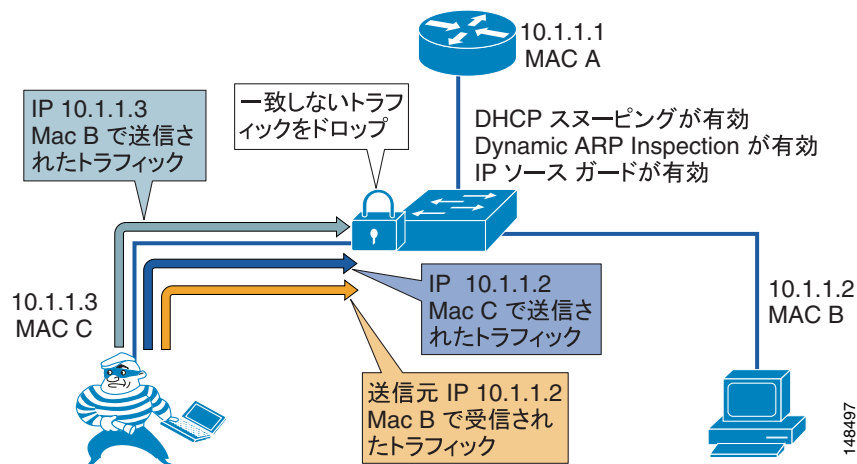 10.1.1.1
MAC A
IP 10.1.1.3
Mac B で送信さ
れたトラフィック
一致しないトラフ
ィックをドロップ
DHCP スヌーピングが有効
Dynamic ARP Inspection が有効
IP ソース ガードが有効
10.1.1.3
MAC C
IP 10.1.1.2
Mac C で送信さ
れたトラフィック
10.1.1.2
MAC B
送信元 IP 10.1.1.2
Mac B で受信され
たトラフィック
148497